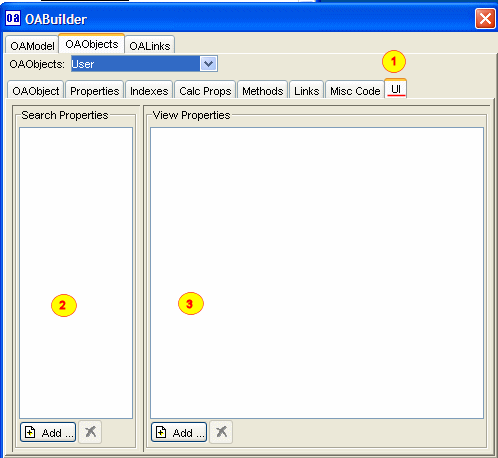 oa OABuilder
OAModel OAObjects OALinks
OAObjects: User
1
OAObject Properties Indexes Calc Props Methods Links Misc Code UI
Search Properties View Properties
2 3
Add ... Add ...